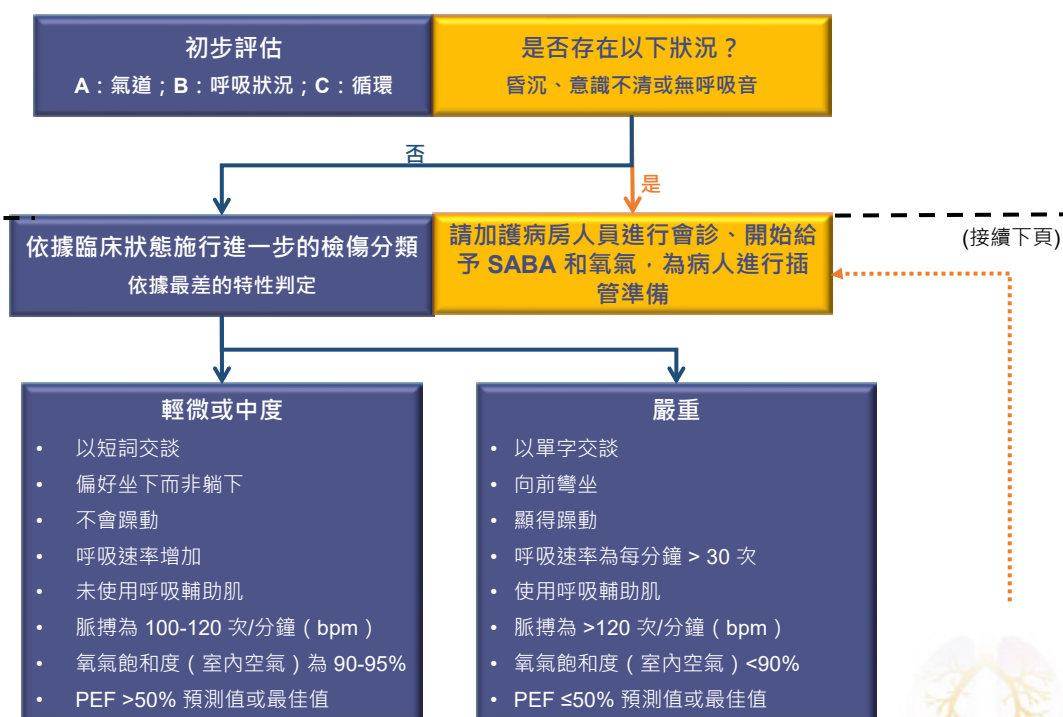 初步評估
A：氣道；B：呼吸狀況；C：循環
是否存在以下狀況？
昏沉、意識不清或無呼吸音
否
是
依據臨床狀態施行進一步的檢傷分類
依據最差的特性判定
請加護病房人員進行會診、開始給
予 SABA 和氧氣，為病人進行插
管準備
(接續下頁)
輕微或中度
• 以短詞交談
• 偏好坐下而非躺下
• 不會躁動
• 呼吸速率增加
• 未使用呼吸輔助肌
• 脈搏為 100-120 次/分鐘（bpm）
• 氧氣飽和度（室內空氣）為 90-95%
• PEF >50% 預測值或最佳值
嚴重
• 以單字交談
• 向前彎坐
• 顯得躁動
• 呼吸速率為每分鐘 > 30 次
• 使用呼吸輔助肌
• 脈搏為 >120 次/分鐘（bpm）
• 氧氣飽和度（室內空氣）<90%
• PEF ≤50% 預測值或最佳值